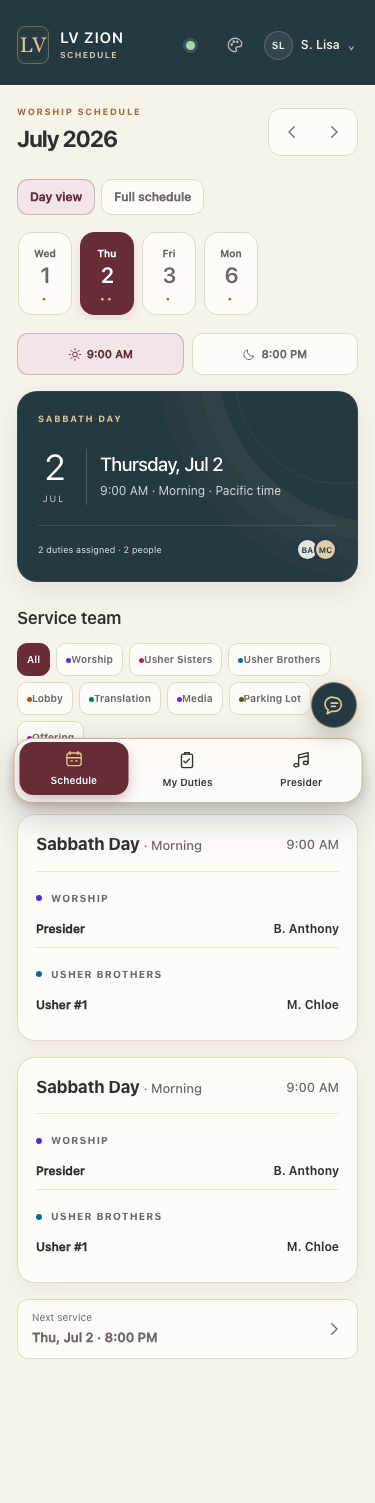 LV
LV ZION
SCHEDULE
SL
S. Lisa
WORSHIP SCHEDULE
July 2026
Day view
Full schedule
Wed
1
Thu
2
Fri
3
Mon
6
9:00 AM
8:00 PM
SABBATH DAY
2
JUL
Thursday, Jul 2
9:00 AM · Morning · Pacific time
2 duties assigned · 2 people
BA
MC
Service team
All
Worship
Usher Sisters
Usher Brothers
Lobby
Translation
Media
Parking Lot
Offering
Schedule
My Duties
Presider
Sabbath Day · Morning
9:00 AM
WORSHIP
Presider
B. Anthony
USHER BROTHERS
Usher #1
M. Chloe
Sabbath Day · Morning
9:00 AM
WORSHIP
Presider
B. Anthony
USHER BROTHERS
Usher #1
M. Chloe
Next service
Thu, Jul 2 · 8:00 PM